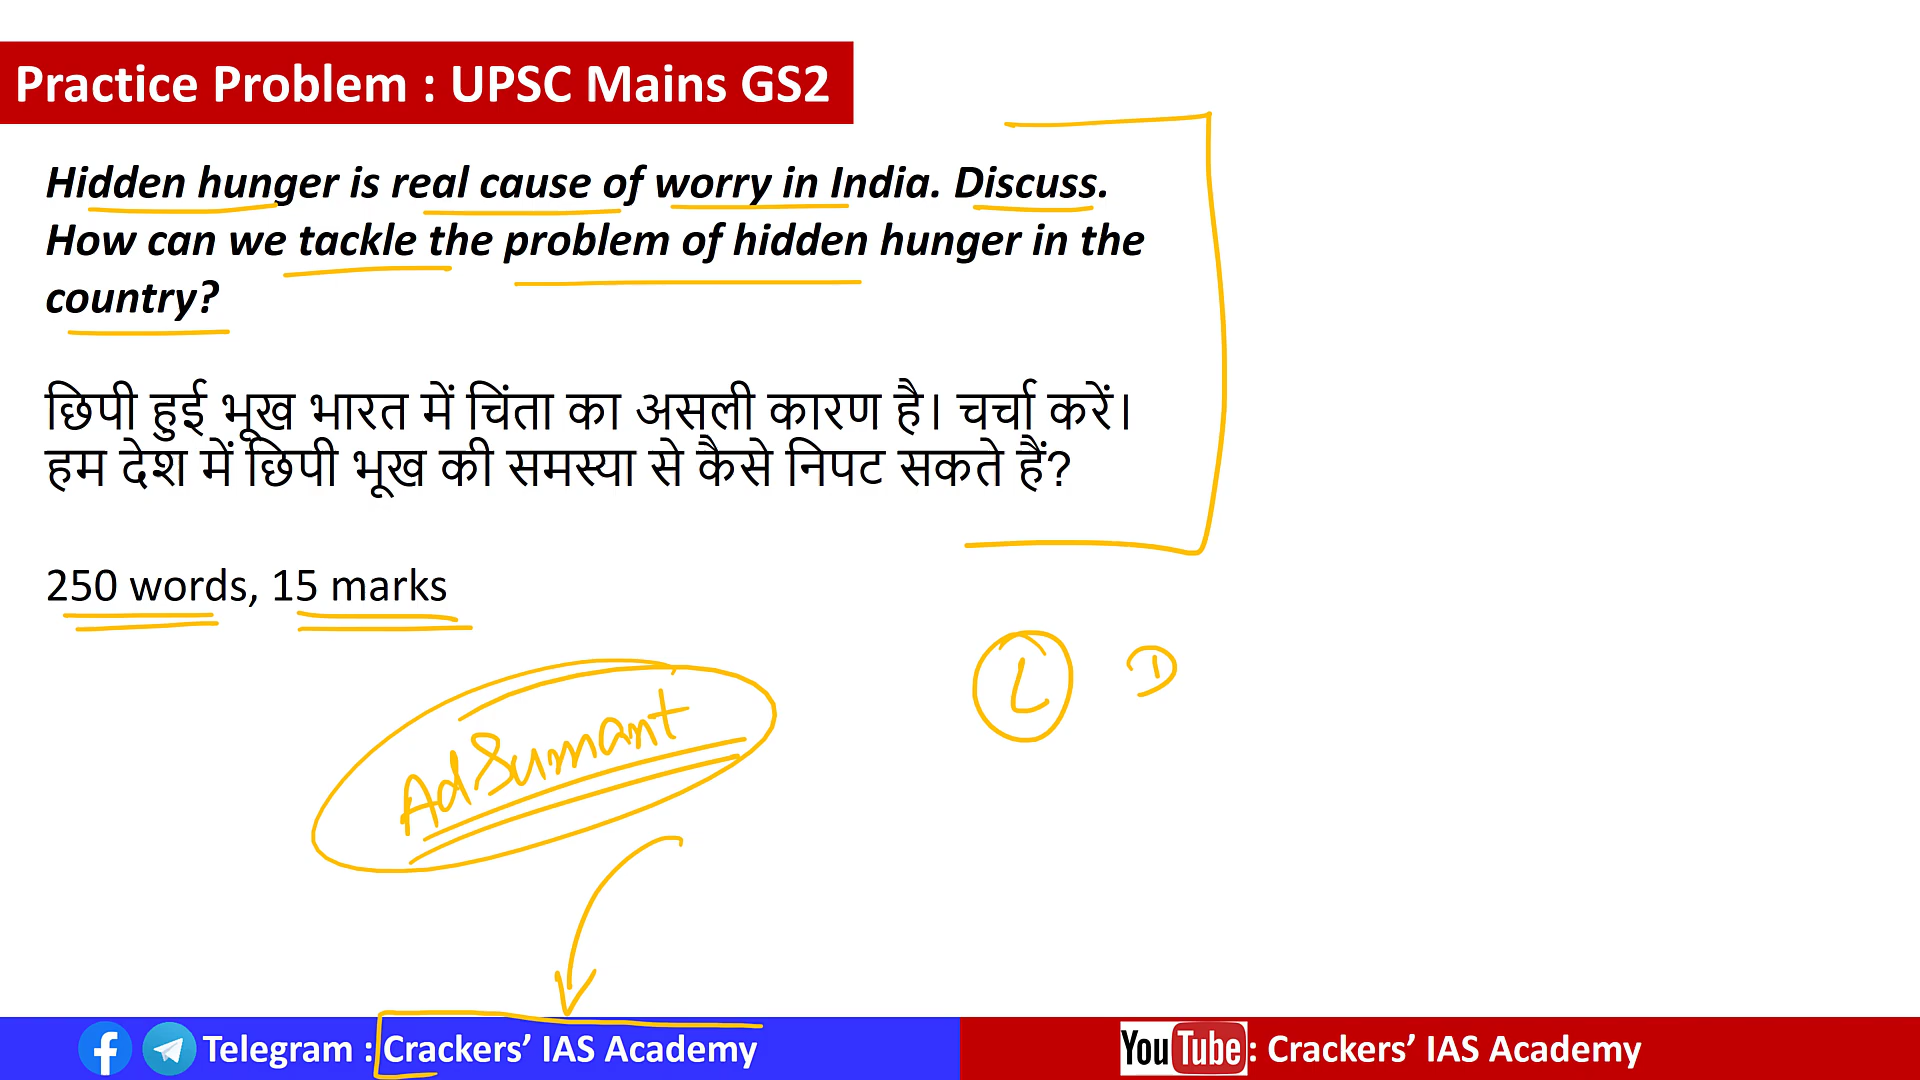 Practice Problem : UPSC Mains GS2
Hidden hunger is real cause of worry in India. Discuss.
How can we tackle the problem of hidden hunger in the
country?
छिपी हुई भूख भारत में चिंता का असली कारण है। चर्चा करें।
हम देश में छिपी भूख की समस्या से कैसे निपट सकते हैं?
250 words, 15 marks
L D
AdSumant
Telegram : Crackers’ IAS Academy
YouTube : Crackers’ IAS Academy